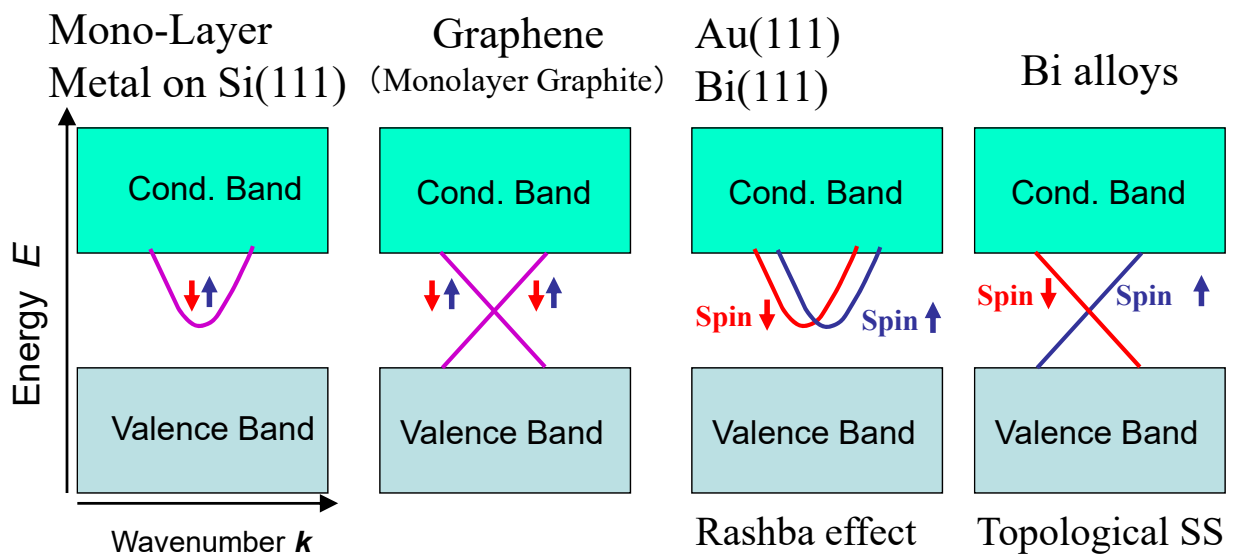 Mono-Layer
Metal on Si(111)
Graphene
（Monolayer Graphite）
Au(111)
Bi(111)
Bi alloys
Energy E
Cond. Band
Valence Band
Wavenumber k
Cond. Band
Valence Band
Cond. Band
Spin
Spin
Valence Band
Rashba effect
Cond. Band
Spin
Spin
Valence Band
Topological SS